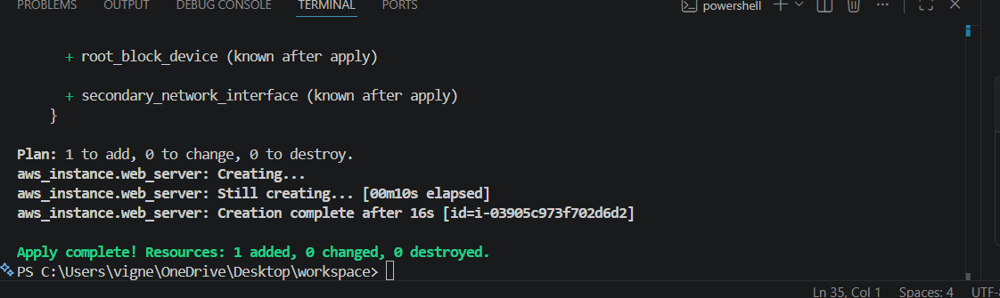 PROBLEMS OUTPUT DEBUG CONSOLE TERMINAL PORTS powershell
+ root_block_device (known after apply)
+ secondary_network_interface (known after apply)
}
Plan: 1 to add, 0 to change, 0 to destroy.
aws_instance.web_server: Creating...
aws_instance.web_server: Still creating... [00m10s elapsed]
aws_instance.web_server: Creation complete after 16s [id=i-03905c973f702d6d2]
Apply complete! Resources: 1 added, 0 changed, 0 destroyed.
PS C:\Users\vigne\OneDrive\Desktop\workspace>
Ln 35, Col 1 Spaces: 4